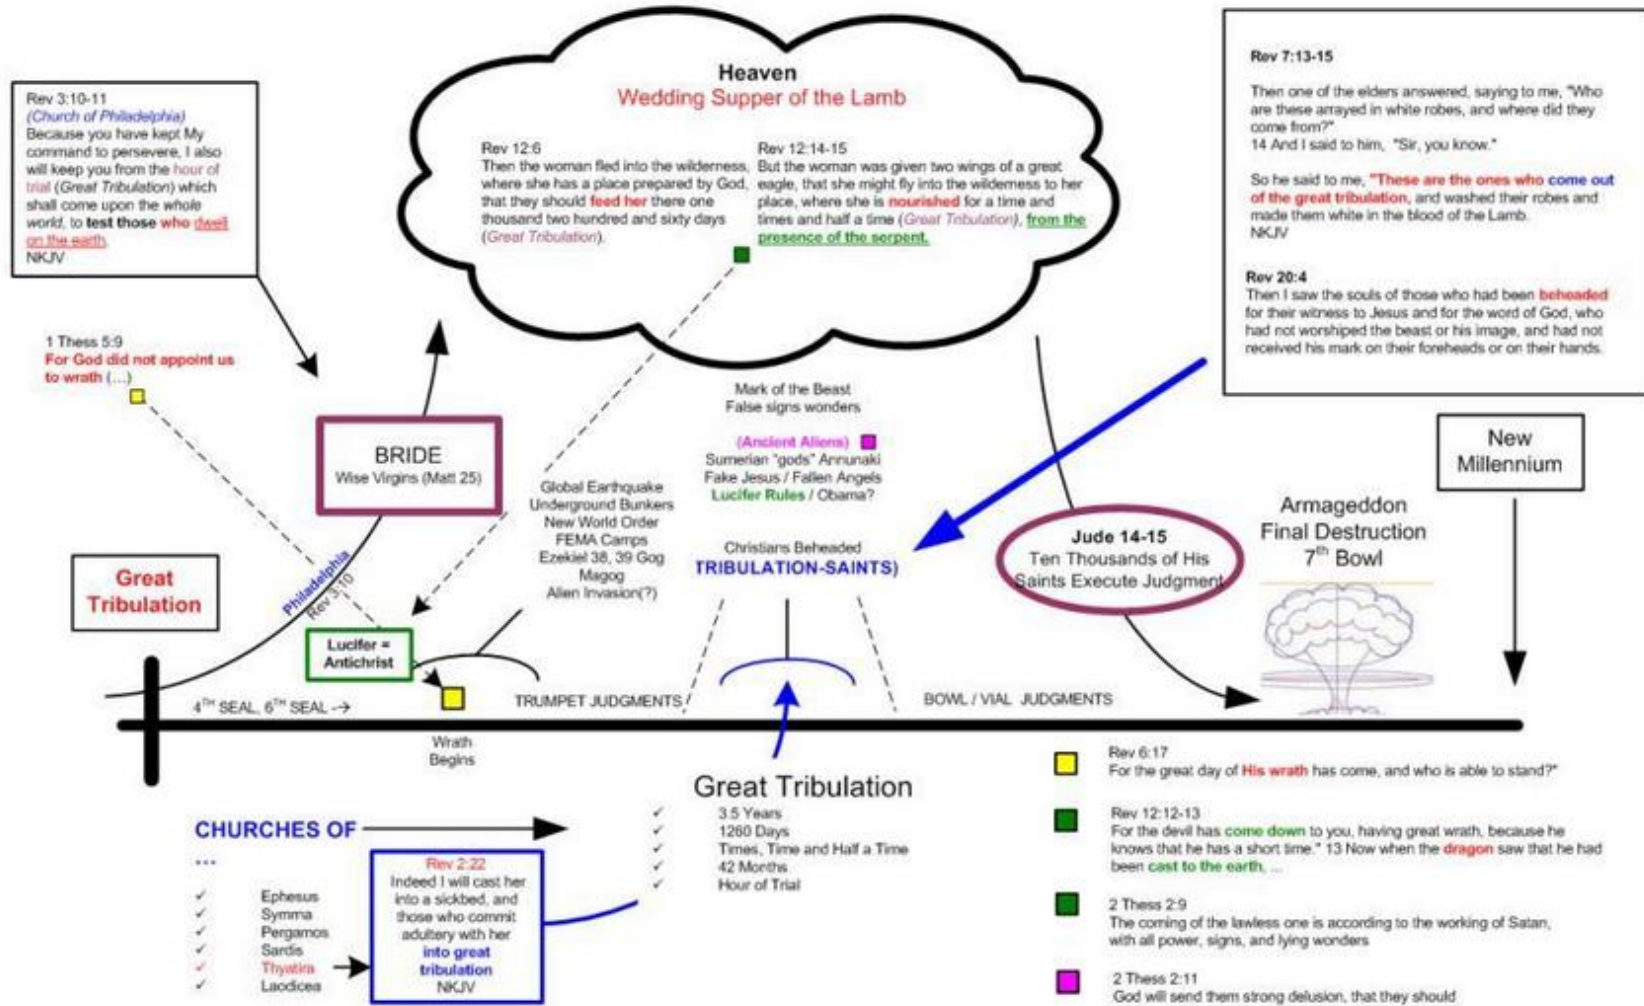 Rev 3:10-11
(Church of Philadelphia)
Because you have kept My
command to persevere, I also
will keep you from the hour of
trial (Great Tribulation) which
shall come upon the whole
world, to test those who dwell
on the earth.
NKJV
Heaven
Wedding Supper of the Lamb
Rev 12:6
Then the woman fled into the wilderness,
where she has a place prepared by God,
that they should feed her there one
thousand two hundred and sixty days
(Great Tribulation).
Rev 12:14-15
But the woman was given two wings of a great
eagle, that she might fly into the wilderness to her
place, where she is nourished for a time and
times and half a time (Great Tribulation), from the
presence of the serpent.
Rev 7:13-15
Then one of the elders answered, saying to me, "Who
are these arrayed in white robes, and where did they
come from?"
14 And I said to him, "Sir, you know."
So he said to me, "These are the ones who come out
of the great tribulation, and washed their robes and
made them white in the blood of the Lamb.
NKJV
Rev 20:4
Then I saw the souls of those who had been beheaded
for their witness to Jesus and for the word of God, who
had not worshiped the beast or his image, and had not
received his mark on their foreheads or on their hands.
1 Thess 5:9
For God did not appoint us
to wrath (...)
BRIDE
Wise Virgins (Matt 25)
Mark of the Beast
False signs wonders
(Ancient Aliens)
Sumerian "gods" Annunaki
Fake Jesus / Fallen Angels
Lucifer Rules / Obama?
Global Earthquake
Underground Bunkers
New World Order
FEMA Camps
Ezekiel 38, 39 Gog
Magog
Alien Invasion(?)
Christians Beheaded
TRIBULATION-SAINTS)
Jude 14-15
Ten Thousands of His
Saints Execute Judgment
New
Millennium
Armageddon
Final Destruction
7th Bowl
Great
Tribulation
Philadelphia
Rev 3:10
Lucifer =
Antichrist
4TH SEAL, 6TH SEAL ->
TRUMPET JUDGMENTS
BOWL / VIAL JUDGMENTS
Wrath
Begins
CHURCHES OF
...
✓ Ephesus
✓ Symma
✓ Pergamos
✓ Sardis
✓ Thyatira
✓ Laodicea
Rev 2:22
Indeed I will cast her
into a sickbed, and
those who commit
adultery with her
into great
tribulation
NKJV
Great Tribulation
✓ 3.5 Years
✓ 1260 Days
✓ Times, Time and Half a Time
✓ 42 Months
✓ Hour of Trial
Rev 6:17
For the great day of His wrath has come, and who is able to stand?"
Rev 12:12-13
For the devil has come down to you, having great wrath, because he
knows that he has a short time." 13 Now when the dragon saw that he had
been cast to the earth, ...
2 Thess 2:9
The coming of the lawless one is according to the working of Satan,
with all power, signs, and lying wonders
2 Thess 2:11
God will send them strong delusion, that they should